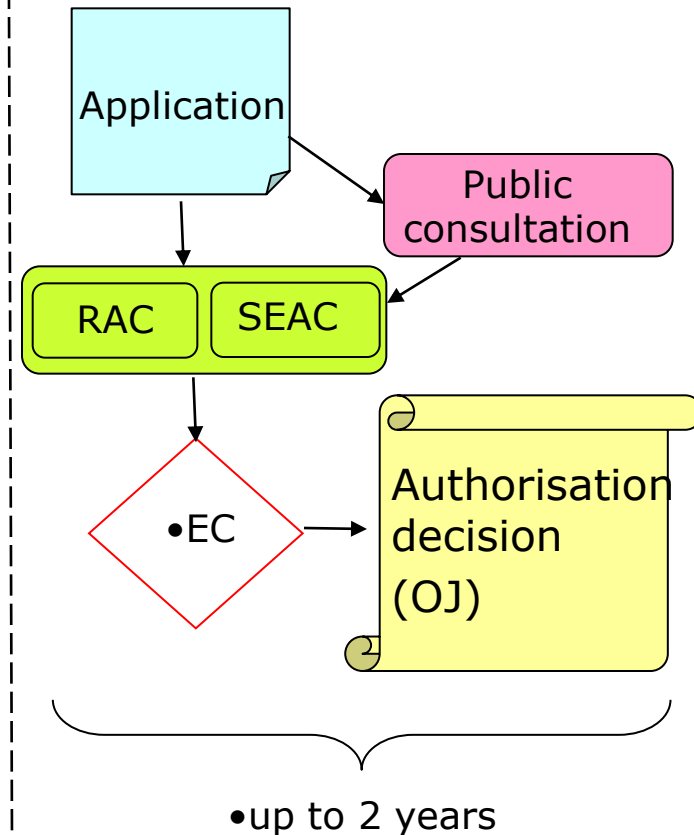 Application
Public
consultation
RAC
SEAC
•EC
Authorisation
decision
(OJ)
•up to 2 years